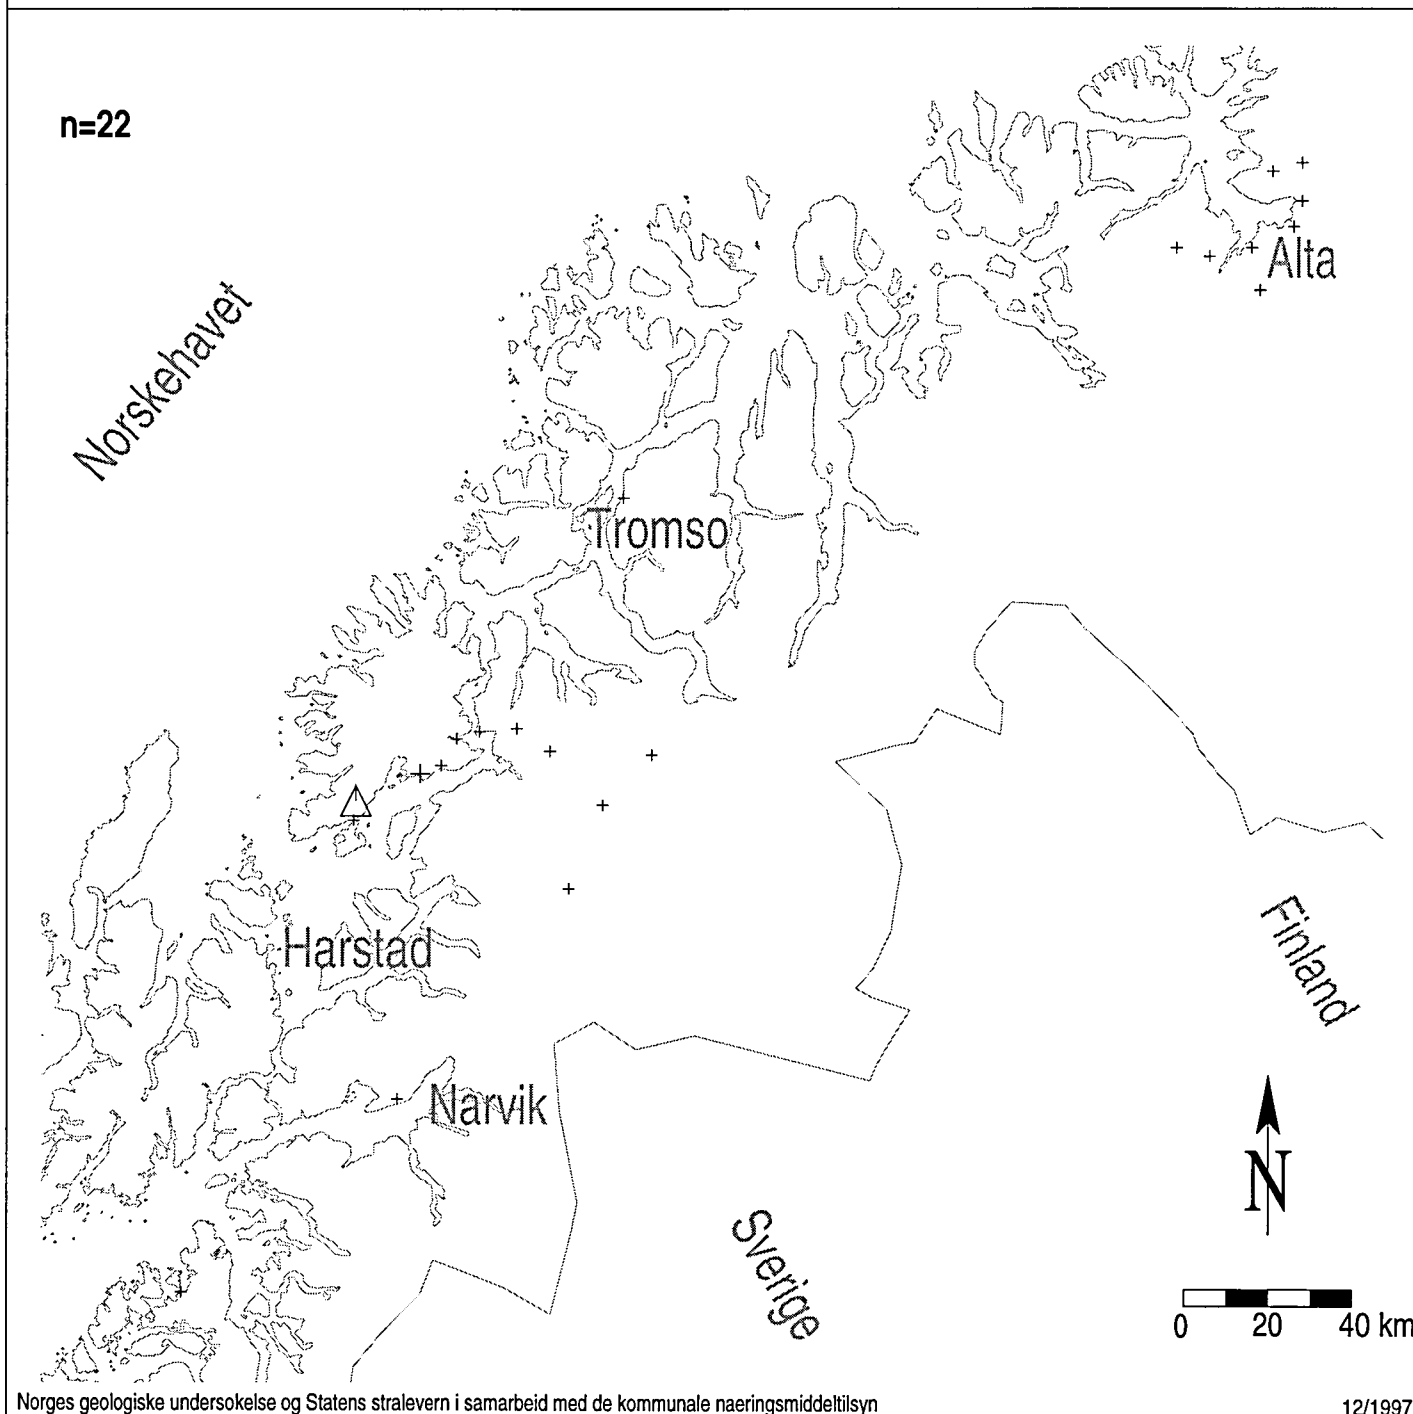 n=22
Norskehavet
Alta
Tromso
Harstad
Narvik
Finland
Sverige
N
0 20 40 km
Norges geologiske undersokelse og Statens stralevern i samarbeid med de kommunale naeringsmiddeltilsyn
12/1997